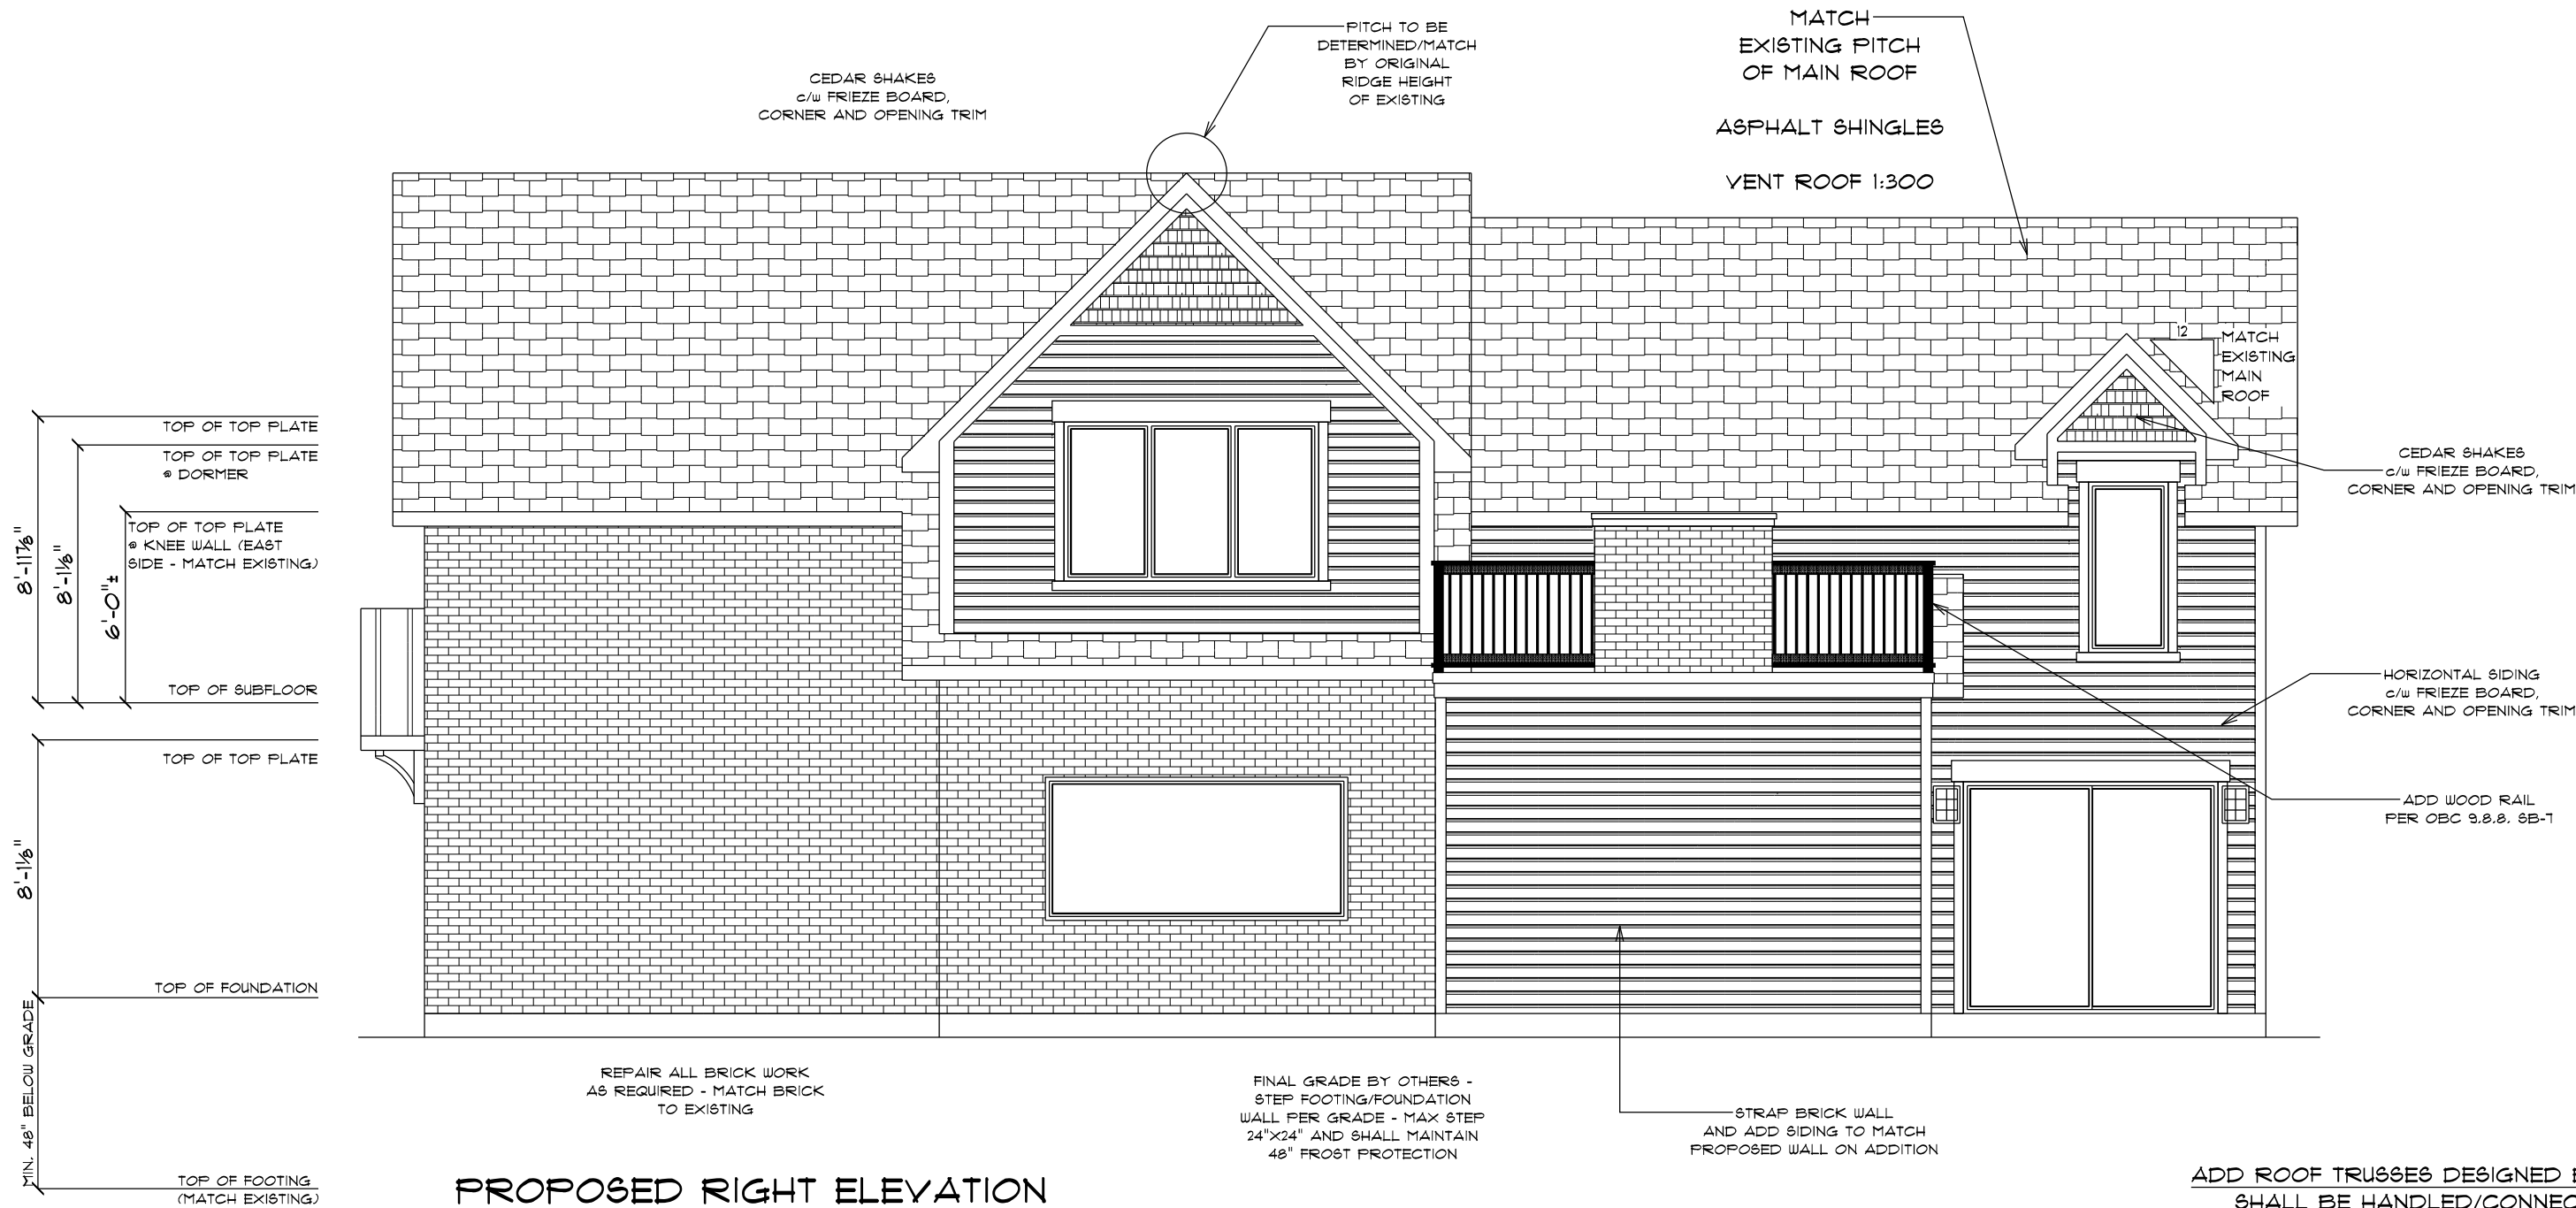 PITCH TO BE
DETERMINED/MATCH
BY ORIGINAL
RIDGE HEIGHT
OF EXISTING
MATCH
EXISTING PITCH
OF MAIN ROOF
ASPHALT SHINGLES
VENT ROOF 1:300
CEDAR SHAKES
c/w FRIEZE BOARD,
CORNER AND OPENING TRIM
12
MATCH
EXISTING
MAIN
ROOF
TOP OF TOP PLATE
TOP OF TOP PLATE
@ DORMER
TOP OF TOP PLATE
@ KNEE WALL (EAST
SIDE - MATCH EXISTING)
8'-11⅞"
8'-1⅛"
6'-0"±
TOP OF SUBFLOOR
TOP OF TOP PLATE
8'-1⅛"
TOP OF FOUNDATION
MIN. 48" BELOW GRADE
TOP OF FOOTING
(MATCH EXISTING)
CEDAR SHAKES
c/w FRIEZE BOARD,
CORNER AND OPENING TRIM
HORIZONTAL SIDING
c/w FRIEZE BOARD,
CORNER AND OPENING TRIM
ADD WOOD RAIL
PER OBC 9.8.8. SB-7
REPAIR ALL BRICK WORK
AS REQUIRED - MATCH BRICK
TO EXISTING
FINAL GRADE BY OTHERS -
STEP FOOTING/FOUNDATION
WALL PER GRADE - MAX STEP
24"X24" AND SHALL MAINTAIN
48" FROST PROTECTION
STRAP BRICK WALL
AND ADD SIDING TO MATCH
PROPOSED WALL ON ADDITION
PROPOSED RIGHT ELEVATION
ADD ROOF TRUSSES DESIGNED
SHALL BE HANDLED/CONNEC